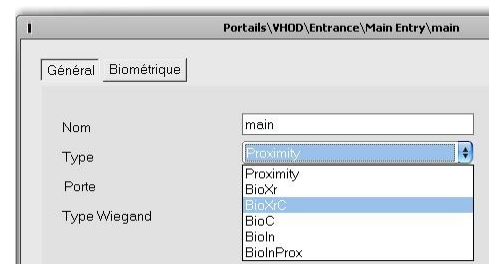 Portails\VHOD\Entrance\Main Entry\main
Général Biométrique
Nom main
Type Proximity
Proximity
Porte
BioXr
BioXrC
Type Wiegand
BioC
BioIn
BioInProx